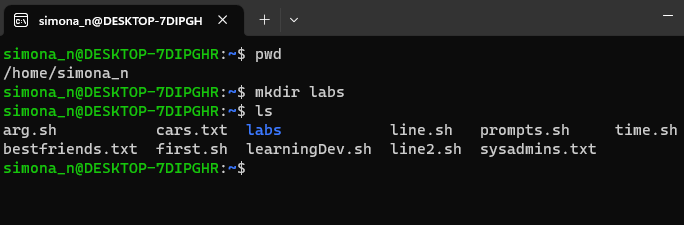 simona_n@DESKTOP-7DIPGH
simona_n@DESKTOP-7DIPGHR:~$ pwd
/home/simona_n
simona_n@DESKTOP-7DIPGHR:~$ mkdir labs
simona_n@DESKTOP-7DIPGHR:~$ ls
arg.sh cars.txt labs line.sh prompts.sh time.sh
bestfriends.txt first.sh learningDev.sh line2.sh sysadmins.txt
simona_n@DESKTOP-7DIPGHR:~$